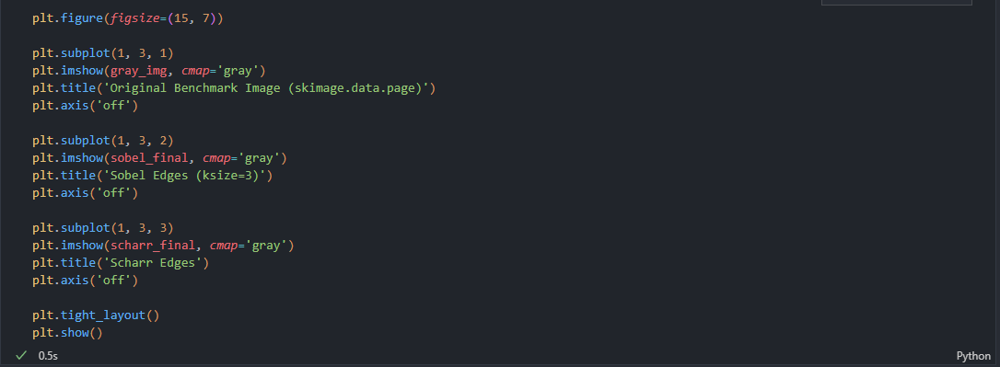 plt.figure(figsize=(15, 7))
plt.subplot(1, 3, 1)
plt.imshow(gray_img, cmap='gray')
plt.title('Original Benchmark Image (skimage.data.page)')
plt.axis('off')
plt.subplot(1, 3, 2)
plt.imshow(sobel_final, cmap='gray')
plt.title('Sobel Edges (ksize=3)')
plt.axis('off')
plt.subplot(1, 3, 3)
plt.imshow(scharr_final, cmap='gray')
plt.title('Scharr Edges')
plt.axis('off')
plt.tight_layout()
plt.show()
0.5s
Python